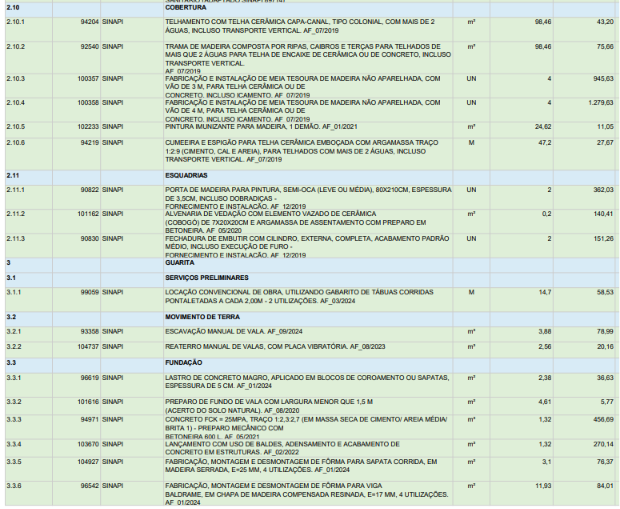 2.10 COBERTURA
2.10.1 94204 SINAPI TELHAMENTO COM TELHA CERÂMICA CAPA-CANAL, TIPO COLONIAL, COM MAIS DE 2 m² 98,46 43,20
ÁGUAS, INCLUSO TRANSPORTE VERTICAL. AF_07/2019
2.10.2 92540 SINAPI TRAMA DE MADEIRA COMPOSTA POR RIPAS, CAIBROS E TERÇAS PARA TELHADOS DE m² 98,46 75,66
MAIS QUE 2 ÁGUAS PARA TELHA DE ENCAIXE DE CERÂMICA OU DE CONCRETO, INCLUSO
TRANSPORTE VERTICAL.
AF_07/2019
2.10.3 100357 SINAPI FABRICAÇÃO E INSTALAÇÃO DE MEIA TESOURA DE MADEIRA NÃO APARELHADA, COM UN 4 945,63
VÃO DE 3 M, PARA TELHA CERÂMICA OU DE
CONCRETO, INCLUSO IÇAMENTO. AF_07/2019
2.10.4 100358 SINAPI FABRICAÇÃO E INSTALAÇÃO DE MEIA TESOURA DE MADEIRA NÃO APARELHADA, COM UN 4 1.279,63
VÃO DE 4 M, PARA TELHA CERÂMICA OU DE
CONCRETO, INCLUSO IÇAMENTO. AF_07/2019
2.10.5 102233 SINAPI PINTURA IMUNIZANTE PARA MADEIRA, 1 DEMÃO. AF_01/2021 m² 24,62 11,05
2.10.6 94219 SINAPI CUMEEIRA E ESPIGÃO PARA TELHA CERÂMICA EMBOÇADA COM ARGAMASSA TRAÇO M 47,2 27,67
1:2:9 (CIMENTO, CAL E AREIA), PARA TELHADOS COM MAIS DE 2 ÁGUAS, INCLUSO
TRANSPORTE VERTICAL. AF_07/2019
2.11 ESQUADRIAS
2.11.1 90822 SINAPI PORTA DE MADEIRA PARA PINTURA, SEMI-OCA (LEVE OU MÉDIA), 80X210CM, ESPESSURA UN 2 362,03
DE 3,5CM, INCLUSO DOBRADIÇAS -
FORNECIMENTO E INSTALAÇÃO. AF_12/2019
2.11.2 101162 SINAPI ALVENARIA DE VEDAÇÃO COM ELEMENTO VAZADO DE CERÂMICA m² 0,2 140,41
(COBOGÓ) DE 7X20X20CM E ARGAMASSA DE ASSENTAMENTO COM PREPARO EM
BETONEIRA. AF_05/2020
2.11.3 90830 SINAPI FECHADURA DE EMBUTIR COM CILINDRO, EXTERNA, COMPLETA, ACABAMENTO PADRÃO UN 2 151,26
MÉDIO, INCLUSO EXECUÇÃO DE FURO -
FORNECIMENTO E INSTALAÇÃO. AF_12/2019
3 GUARITA
3.1 SERVIÇOS PRELIMINARES
3.1.1 99059 SINAPI LOCAÇÃO CONVENCIONAL DE OBRA, UTILIZANDO GABARITO DE TÁBUAS CORRIDAS M 14,7 58,53
PONTALETADAS A CADA 2,00M - 2 UTILIZAÇÕES. AF_03/2024
3.2 MOVIMENTO DE TERRA
3.2.1 93358 SINAPI ESCAVAÇÃO MANUAL DE VALA. AF_09/2024 3,88 78,99
3.2.2 104737 SINAPI REATERRO MANUAL DE VALAS, COM PLACA VIBRATÓRIA. AF_08/2023 2,56 20,16
3.3 FUNDAÇÃO
3.3.1 96619 SINAPI LASTRO DE CONCRETO MAGRO, APLICADO EM BLOCOS DE COROAMENTO OU SAPATAS, m² 2,38 36,63
ESPESSURA DE 5 CM. AF_01/2024
3.3.2 101616 SINAPI PREPARO DE FUNDO DE VALA COM LARGURA MENOR QUE 1,5 M m² 4,61 5,77
(ACERTO DO SOLO NATURAL). AF_08/2020
3.3.3 94971 SINAPI CONCRETO FCK = 25MPA, TRAÇO 1:2,3:2,7 (EM MASSA SECA DE CIMENTO/ AREIA MÉDIA/ 1,32 456,69
BRITA 1) - PREPARO MECÂNICO COM
BETONEIRA 600 L. AF_05/2021
3.3.4 103670 SINAPI LANÇAMENTO COM USO DE BALDES, ADENSAMENTO E ACABAMENTO DE 1,32 270,14
CONCRETO EM ESTRUTURAS. AF_02/2022
3.3.5 104927 SINAPI FABRICAÇÃO, MONTAGEM E DESMONTAGEM DE FÔRMA PARA SAPATA CORRIDA, EM m² 3,1 76,37
MADEIRA SERRADA, E=25 MM, 4 UTILIZAÇÕES. AF_01/2024
3.3.6 96542 SINAPI FABRICAÇÃO, MONTAGEM E DESMONTAGEM DE FÔRMA PARA VIGA m² 11,93 84,01
BALDRAME, EM CHAPA DE MADEIRA COMPENSADA RESINADA, E=17 MM, 4 UTILIZAÇÕES.
AF_01/2024